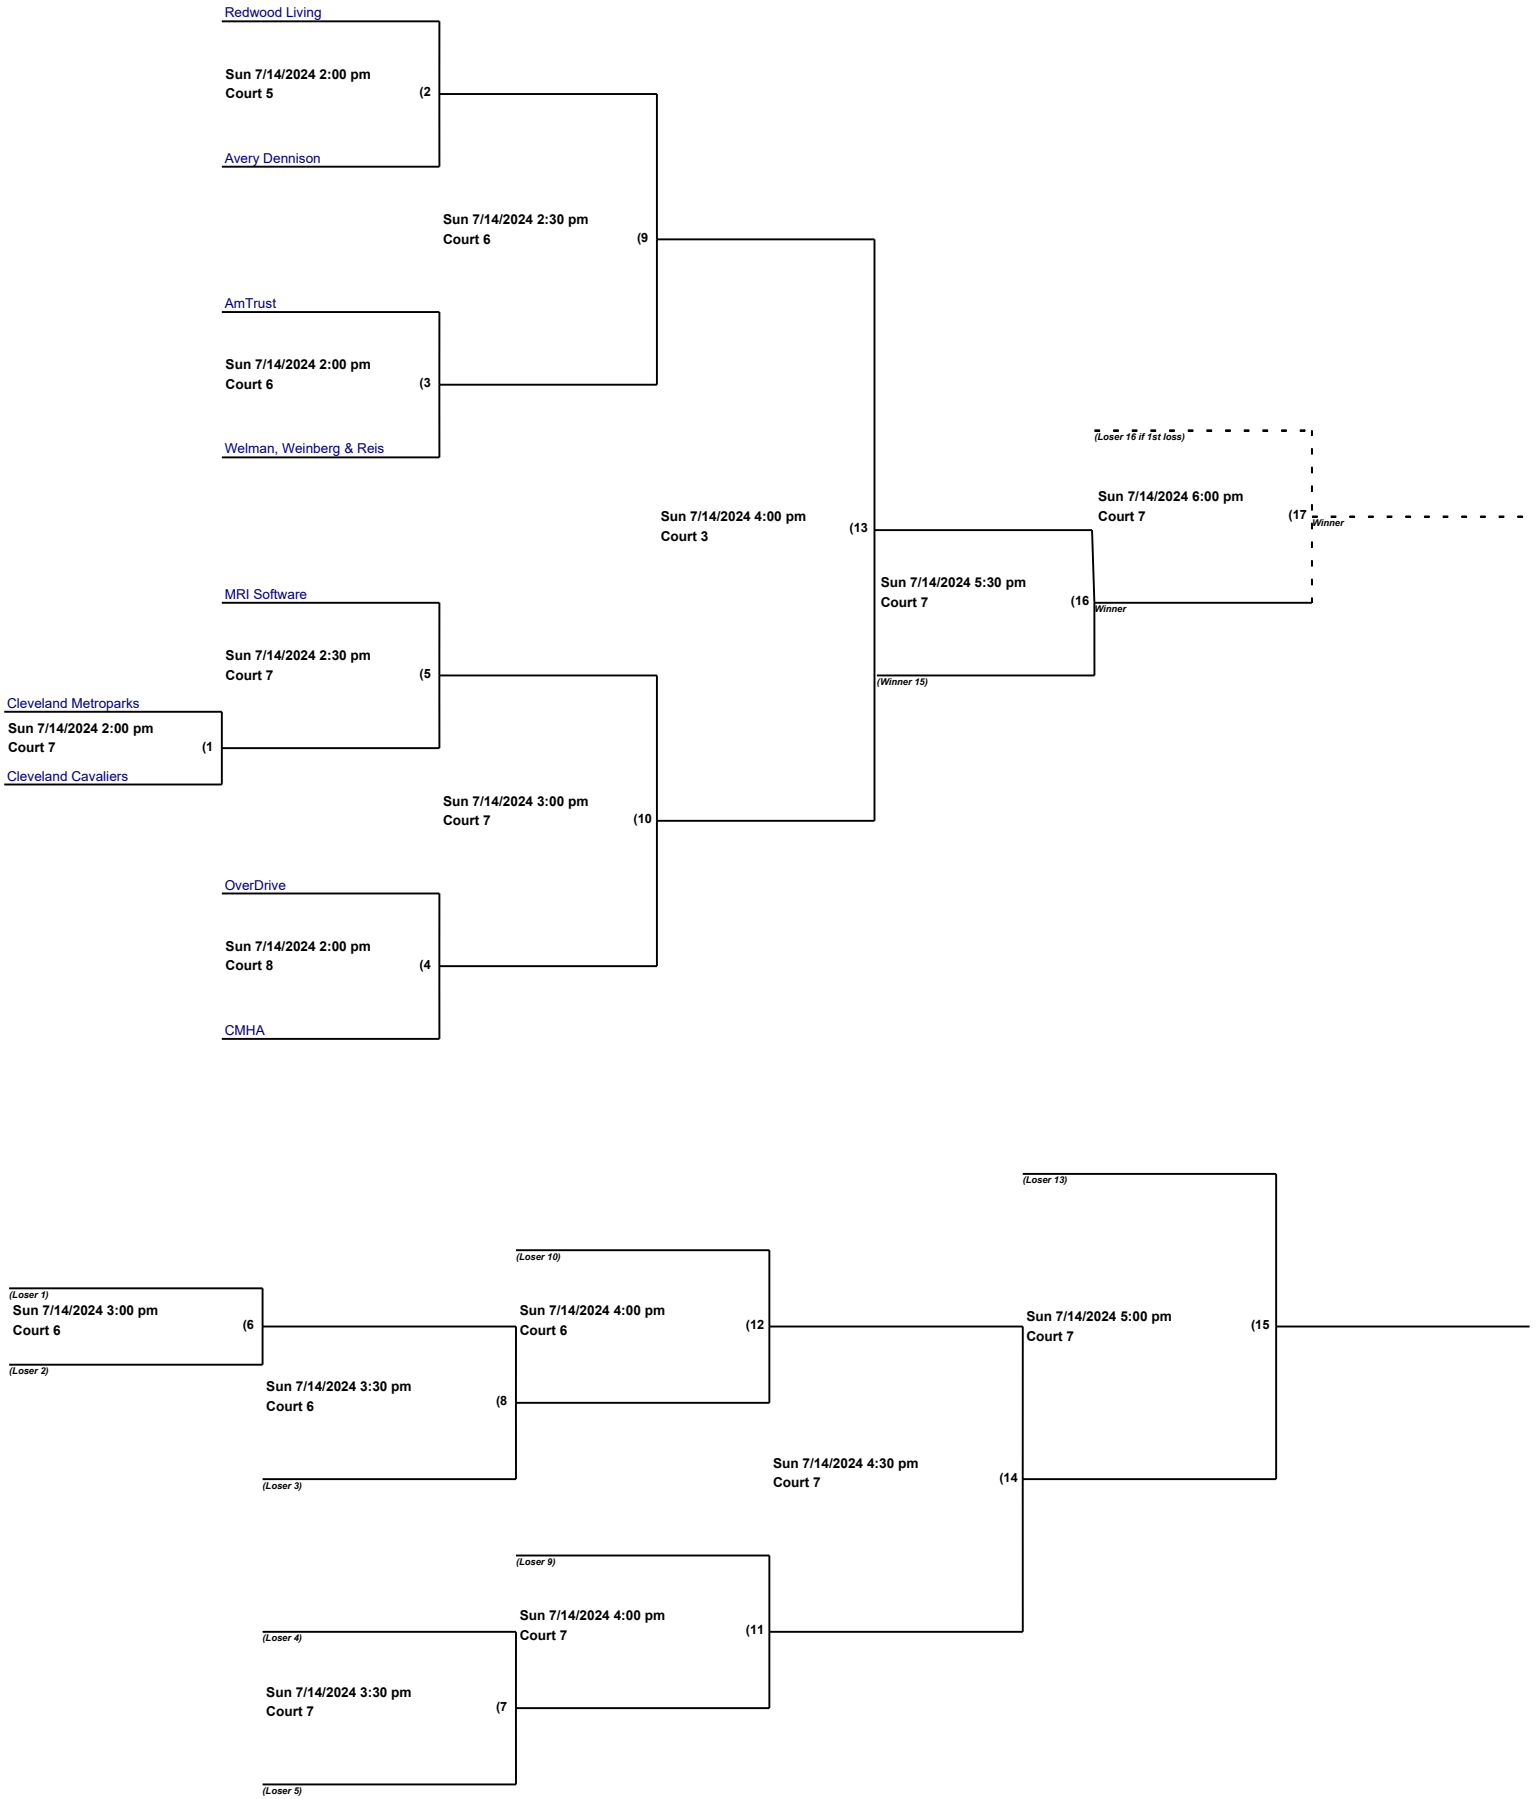 Redwood Living
Sun 7/14/2024 2:00 pm
Court 5
(2
Avery Dennison
Sun 7/14/2024 2:30 pm
Court 6
(9
AmTrust
Sun 7/14/2024 2:00 pm
Court 6
(3
Welman, Weinberg & Reis
(Loser 16 if 1st loss)
Sun 7/14/2024 6:00 pm
Court 7
(17
Winner
Sun 7/14/2024 4:00 pm
Court 3
(13
Sun 7/14/2024 5:30 pm
Court 7
(16
Winner
(Winner 15)
MRI Software
Sun 7/14/2024 2:30 pm
Court 7
(5
Cleveland Metroparks
Sun 7/14/2024 2:00 pm
Court 7
(1
Cleveland Cavaliers
Sun 7/14/2024 3:00 pm
Court 7
(10
OverDrive
Sun 7/14/2024 2:00 pm
Court 8
(4
CMHA
(Loser 13)
(Loser 10)
(Loser 1)
Sun 7/14/2024 3:00 pm
Court 6
(6
(Loser 2)
Sun 7/14/2024 4:00 pm
Court 6
(12
Sun 7/14/2024 5:00 pm
Court 7
(15
Sun 7/14/2024 3:30 pm
Court 6
(8
(Loser 3)
Sun 7/14/2024 4:30 pm
Court 7
(14
(Loser 9)
Sun 7/14/2024 4:00 pm
Court 7
(11
(Loser 4)
Sun 7/14/2024 3:30 pm
Court 7
(7
(Loser 5)